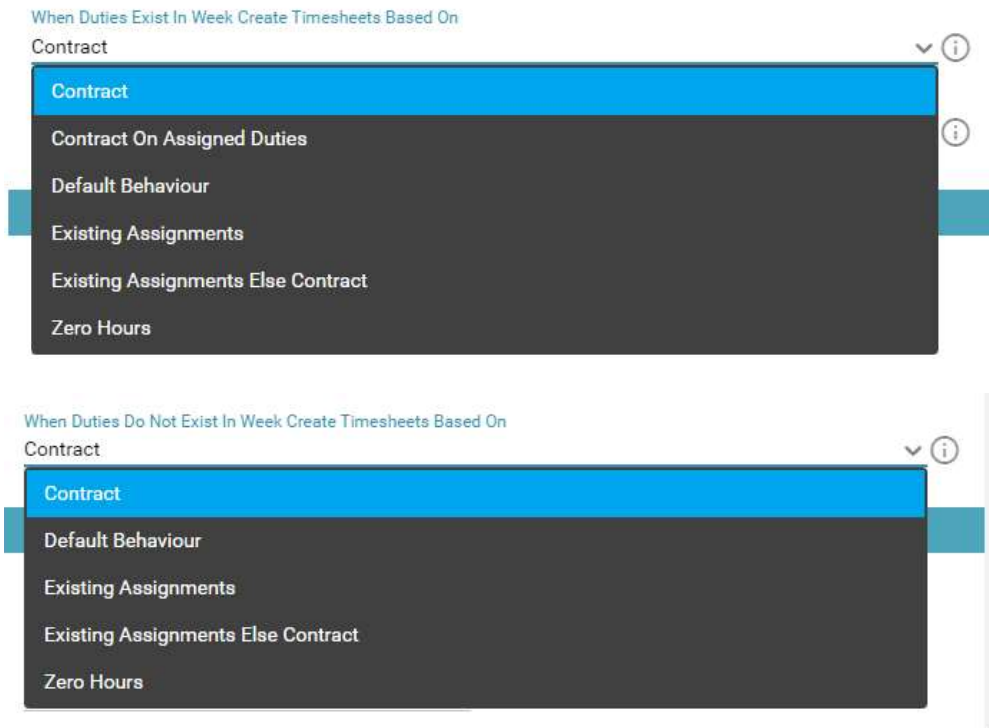 When Duties Exist In Week Create Timesheets Based On
Contract
Contract
Contract On Assigned Duties
Default Behaviour
Existing Assignments
Existing Assignments Else Contract
Zero Hours
When Duties Do Not Exist In Week Create Timesheets Based On
Contract
Contract
Default Behaviour
Existing Assignments
Existing Assignments Else Contract
Zero Hours